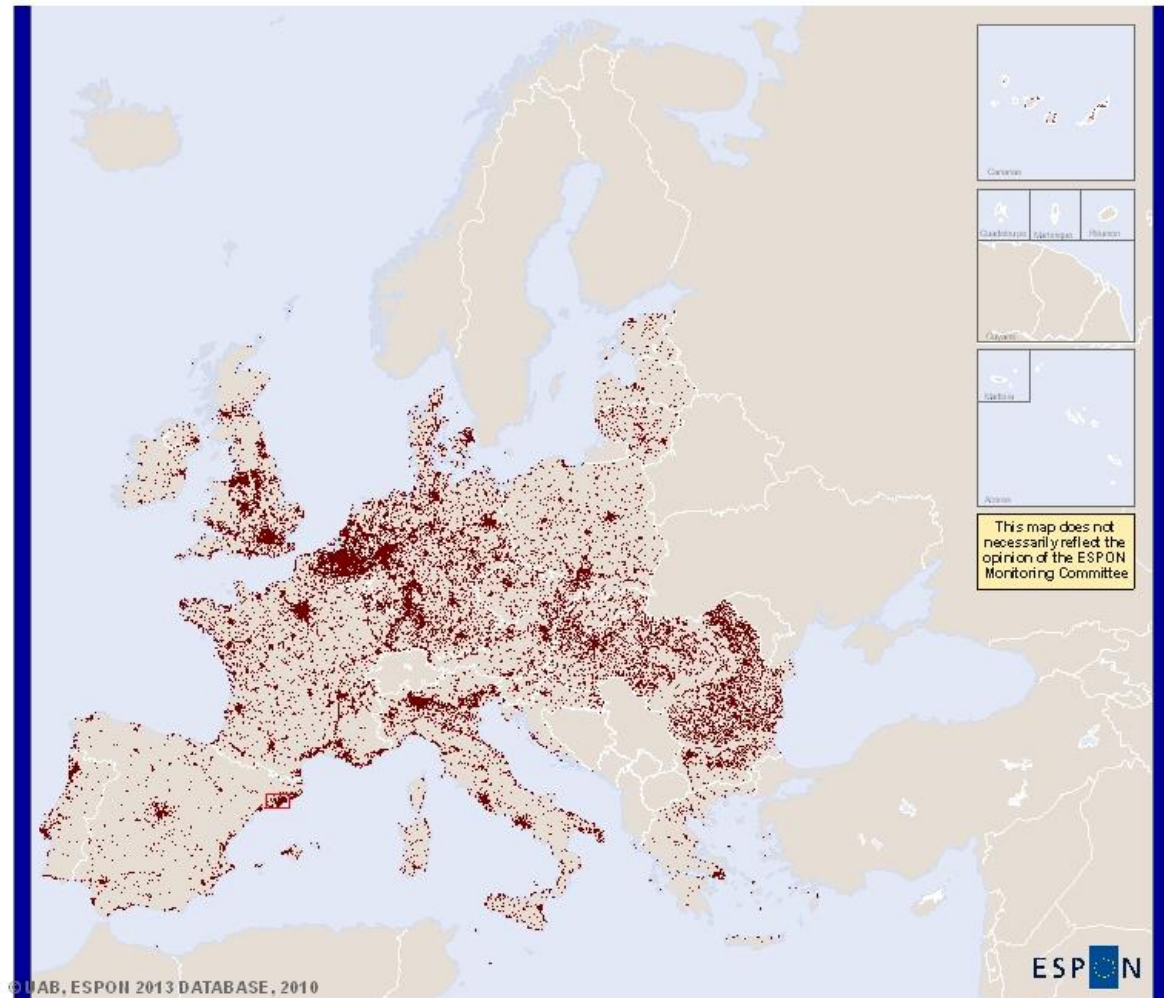 Canarias
Guadeloupe
Martinique
Réunion
Guyane
Madeira
Azores
This map does not
necessarily reflect the
opinion of the ESPON
Monitoring Committee
ESPON
© UAB, ESPON 2013 DATABASE, 2010